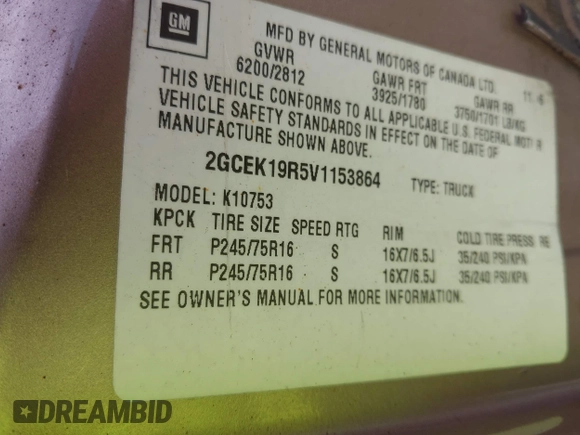 GM
MFD BY GENERAL MOTORS OF CANADA LTD.
GVWR GAWR FRT GAWR RR
6200/2812 3925/1780 3750/1701 LB/KG
THIS VEHICLE CONFORMS TO ALL APPLICABLE U.S. FEDERAL MOTOR
VEHICLE SAFETY STANDARDS IN EFFECT ON THE DATE OF
MANUFACTURE SHOWN ABOVE.
2GCEK19R5V1153864 TYPE: TRUCK
MODEL: K10753
KPCK TIRE SIZE SPEED RTG RIM COLD TIRE PRESS
FRT P245/75R16 S 16X7/6.5J 35/240 PSI/KPA
RR P245/75R16 S 16X7/6.5J 35/240 PSI/KPA
SEE OWNER'S MANUAL FOR MORE INFORMATION.
DREAMBID